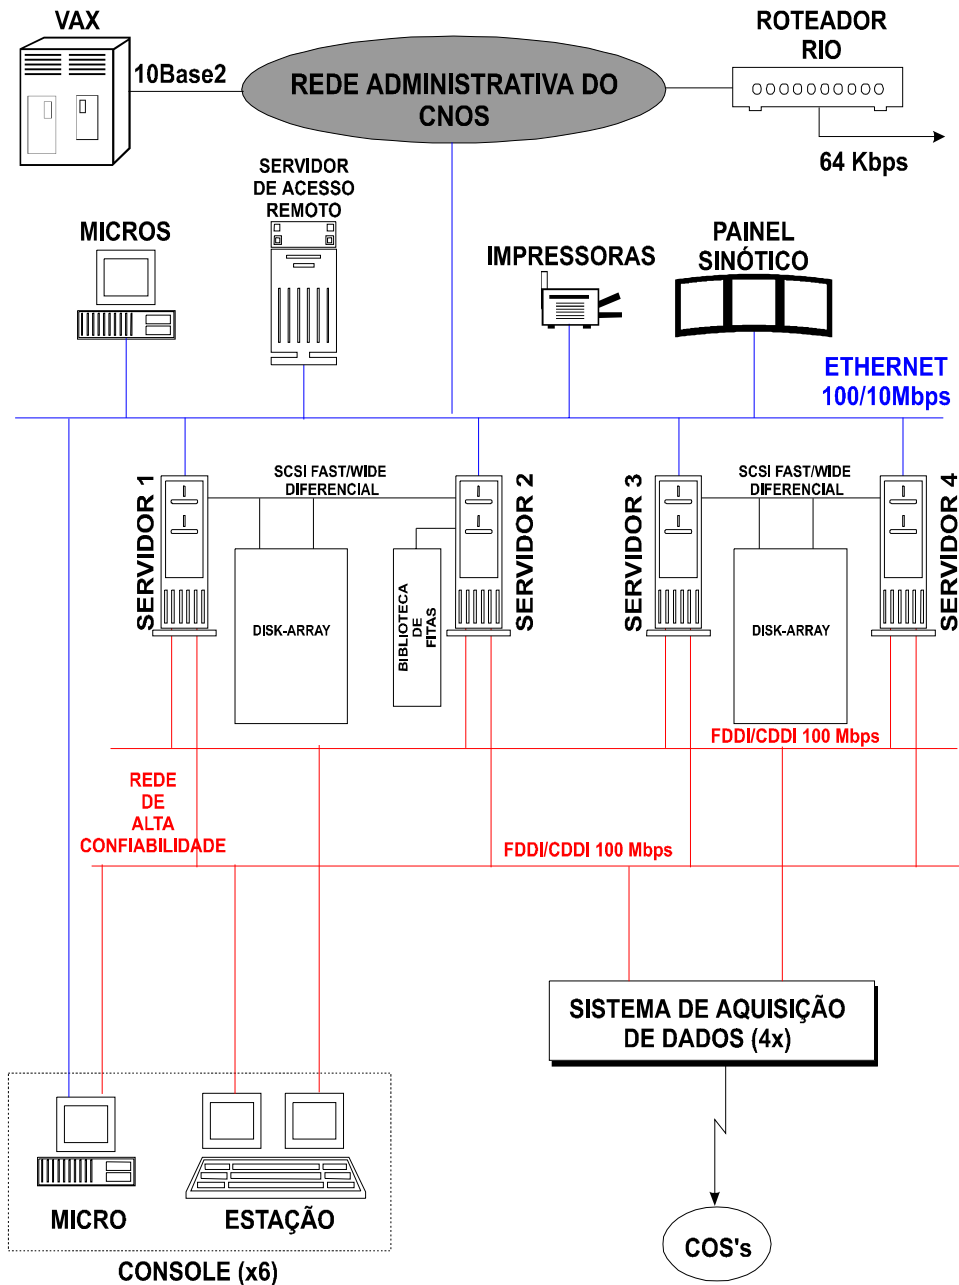 VAX
10Base2
REDE ADMINISTRATIVA DO
CNOS
ROTEADOR
RIO
64 Kbps
SERVIDOR
DE ACESSO
REMOTO
MICROS
IMPRESSORAS
PAINEL
SINÓTICO
ETHERNET
100/10Mbps
SERVIDOR 1
SCSI FAST/WIDE
DIFERENCIAL
SERVIDOR 2
SERVIDOR 3
SCSI FAST/WIDE
DIFERENCIAL
SERVIDOR 4
DISK-ARRAY
BIBLIOTECA
DE
FITAS
DISK-ARRAY
FDDI/CDDI 100 Mbps
REDE
DE
ALTA
CONFIABILIDADE
FDDI/CDDI 100 Mbps
SISTEMA DE AQUISIÇÃO
DE DADOS (4x)
MICRO
ESTAÇÃO
COS's
CONSOLE (x6)